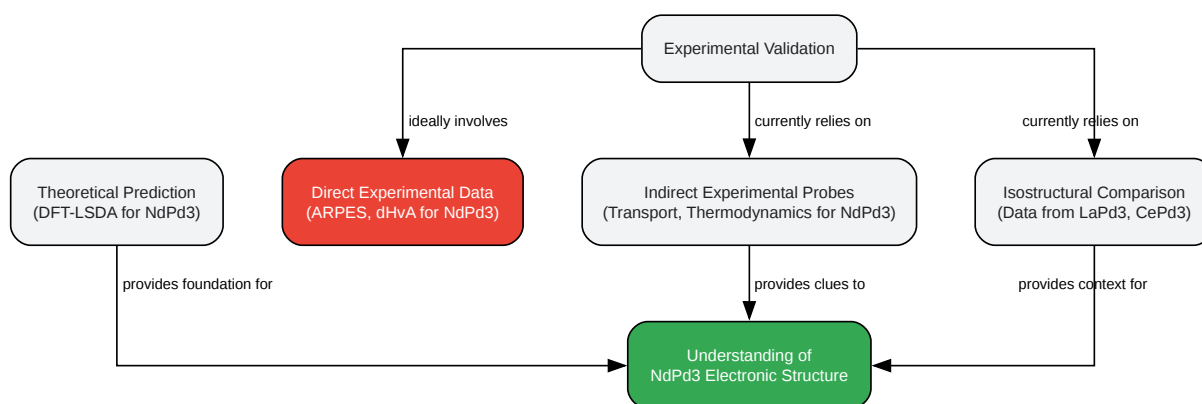 Experimental Validation
ideally involves
currently relies on
currently relies on
Theoretical Prediction
(DFT-LSDA for NdPd3)
Direct Experimental Data
(ARPES, dHvA for NdPd3)
Indirect Experimental Probes
(Transport, Thermodynamics for NdPd3)
Isostructural Comparison
(Data from LaPd3, CePd3)
provides foundation for
provides clues to
provides context for
Understanding of
NdPd3 Electronic Structure